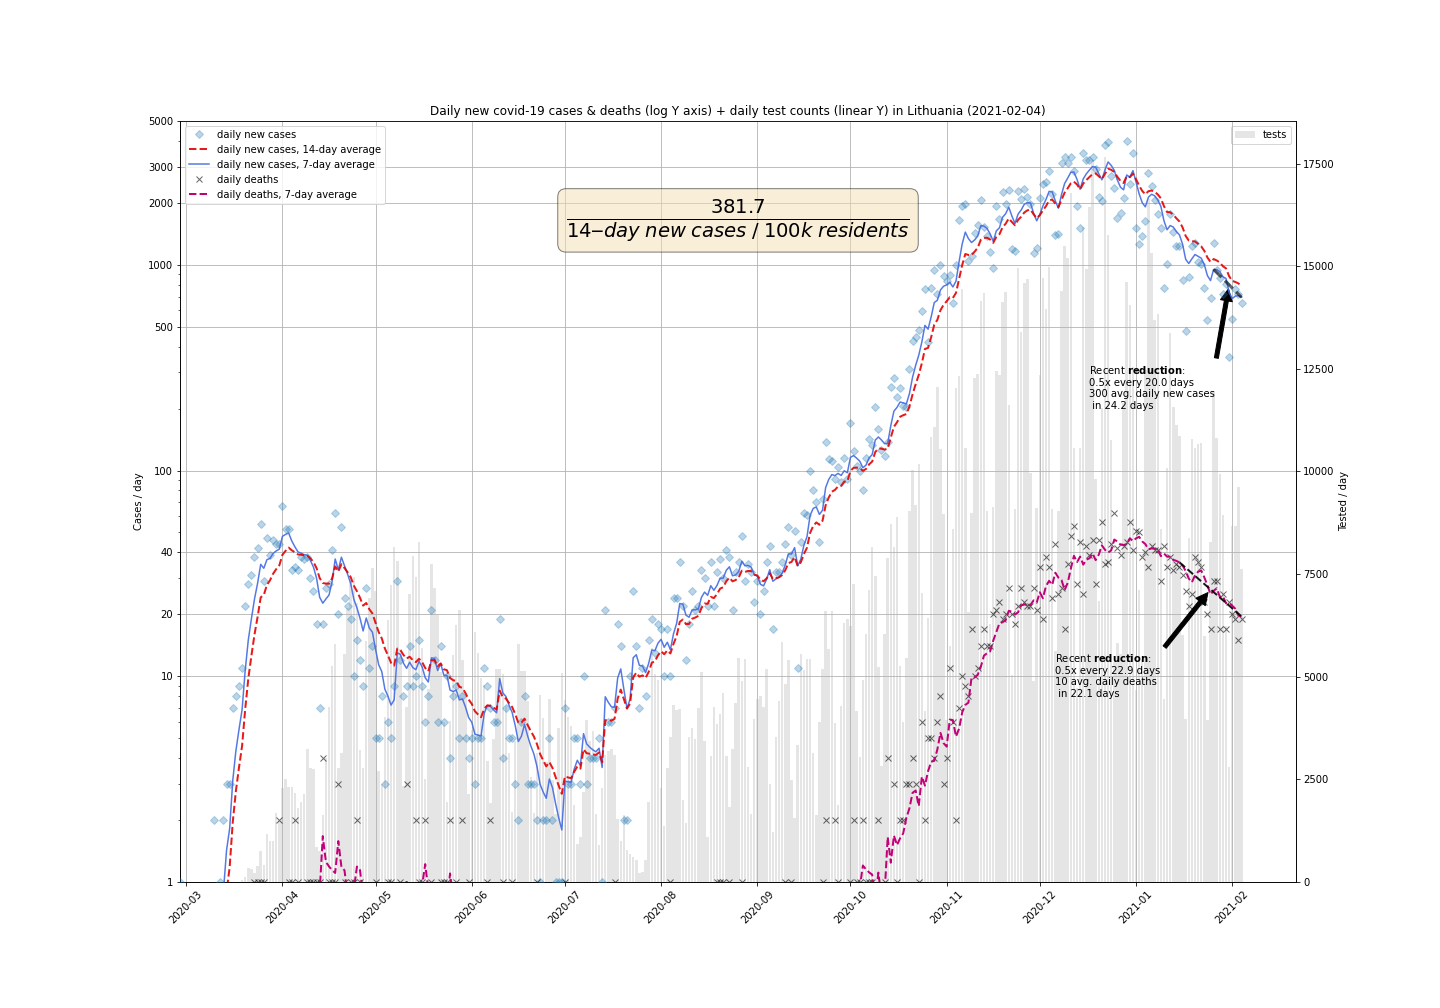 Daily new covid-19 cases & deaths (log Y axis) + daily test counts (linear Y) in Lithuania (2021-02-04)
daily new cases
daily new cases, 14-day average
daily new cases, 7-day average
daily deaths
daily deaths, 7-day average
tests
381.7
14–day new cases / 100k residents
Recent reduction:
0.5x every 20.0 days
300 avg. daily new cases
in 24.2 days
Recent reduction:
0.5x every 22.9 days
10 avg. daily deaths
in 22.1 days
Cases / day
5000
3000
2000
1000
500
100
40
20
10
4
2
1
Tested / day
17500
15000
12500
10000
7500
5000
2500
0
2020-03
2020-04
2020-05
2020-06
2020-07
2020-08
2020-09
2020-10
2020-11
2020-12
2021-01
2021-02